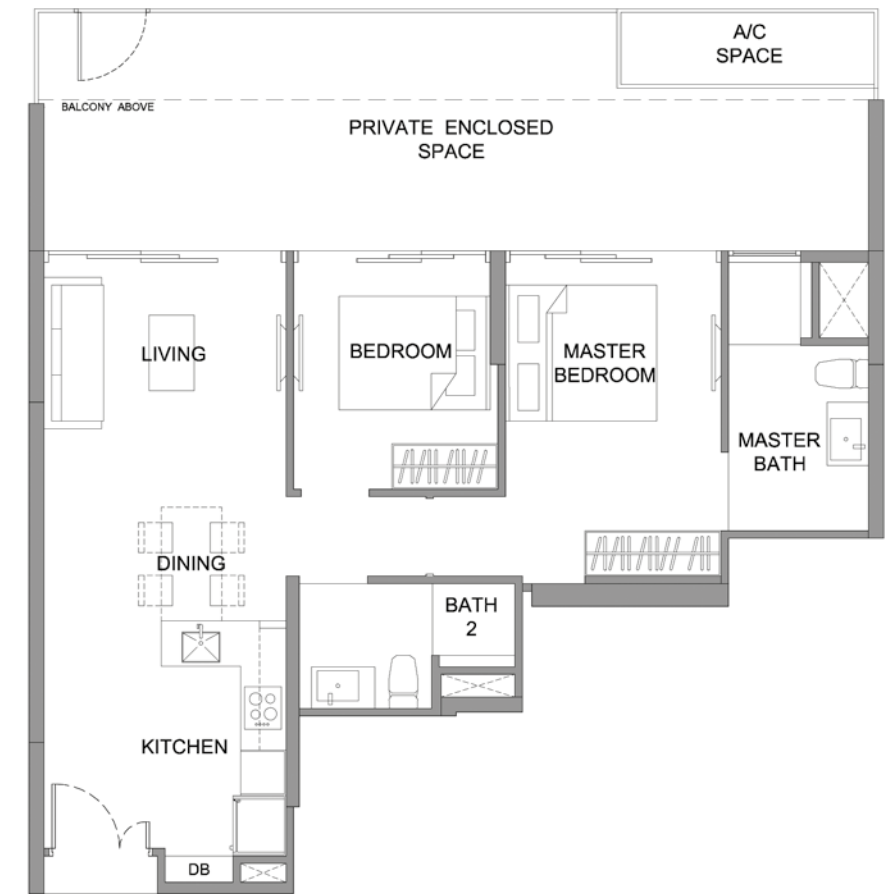 A/C
SPACE
BALCONY ABOVE
PRIVATE ENCLOSED
SPACE
LIVING
BEDROOM
MASTER
BEDROOM
MASTER
BATH
DINING
BATH
2
KITCHEN
DB